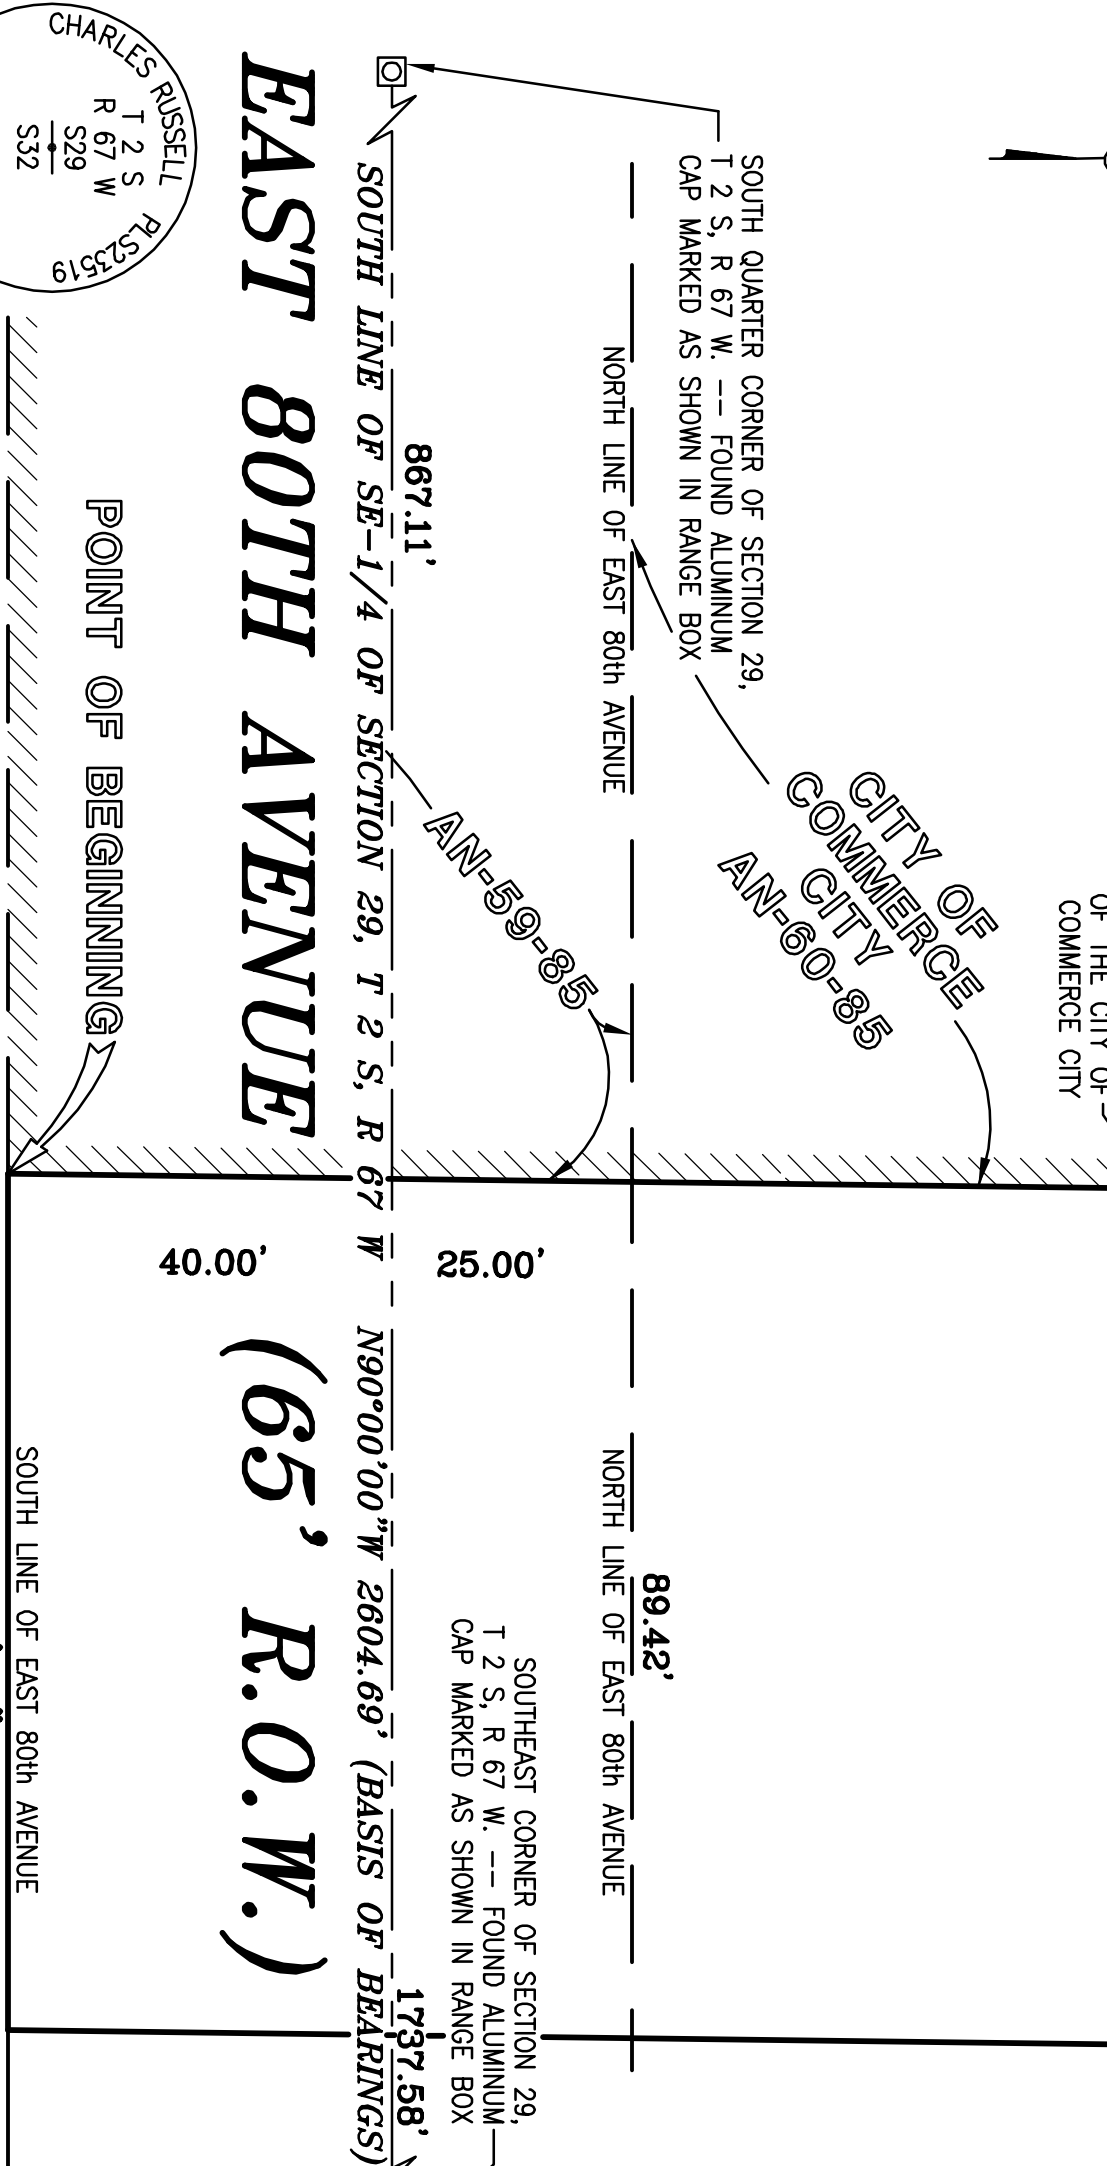 OF THE CITY OF
COMMERCE CITY
SOUTH QUARTER CORNER OF SECTION 29,
T 2 S, R 67 W. -- FOUND ALUMINUM
CAP MARKED AS SHOWN IN RANGE BOX
CITY OF
COMMERCE
CITY
AN-60-85
NORTH LINE OF EAST 80th AVENUE
89.42'
NORTH LINE OF EAST 80th AVENUE
AN-59-85
SOUTHEAST CORNER OF SECTION 29,
T 2 S, R 67 W. -- FOUND ALUMINUM
CAP MARKED AS SHOWN IN RANGE BOX
867.11'
25.00'
1737.58'
SOUTH LINE OF SE-1/4 OF SECTION 29, T 2 S, R 67 W N90°00'00"W 2604.69' (BASIS OF BEARINGS)
EAST 80TH AVENUE (65' R.O.W.)
40.00'
CHARLES RUSSELL PLS23519
T 2 S
R 67 W
S29
S32
POINT OF BEGINNING
SOUTH LINE OF EAST 80th AVENUE